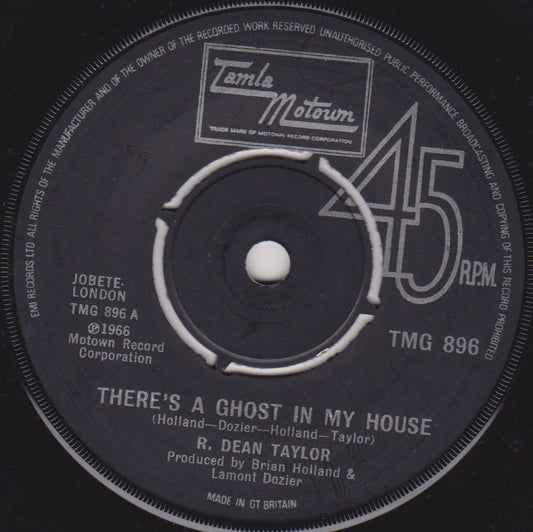 EMI RECORDS LTD ALL RIGHTS OF THE MANUFACTURER AND OF THE OWNER OF THE RECORDED WORK RESERVED UNAUTHORISED PUBLIC PERFORMANCE BROADCASTING AND COPYING OF THIS RECORD PROHIBITED
Tamla
Motown
TRADE MARK OF MOTOWN RECORD CORPORATION
45 R.P.M.
JOBETE-
LONDON
TMG 896 A
℗1966
Motown Record
Corporation
TMG 896
THERE'S A GHOST IN MY HOUSE
(Holland—Dozier—Holland—Taylor)
R. DEAN TAYLOR
Produced by Brian Holland &
Lamont Dozier
MADE IN GT BRITAIN